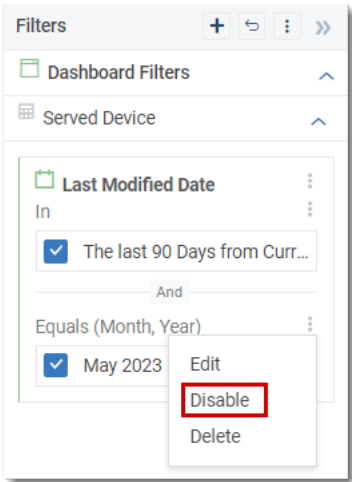 Filters
Dashboard Filters
Served Device
Last Modified Date
In
The last 90 Days from Curr...
And
Equals (Month, Year)
May 2023
Edit
Disable
Delete